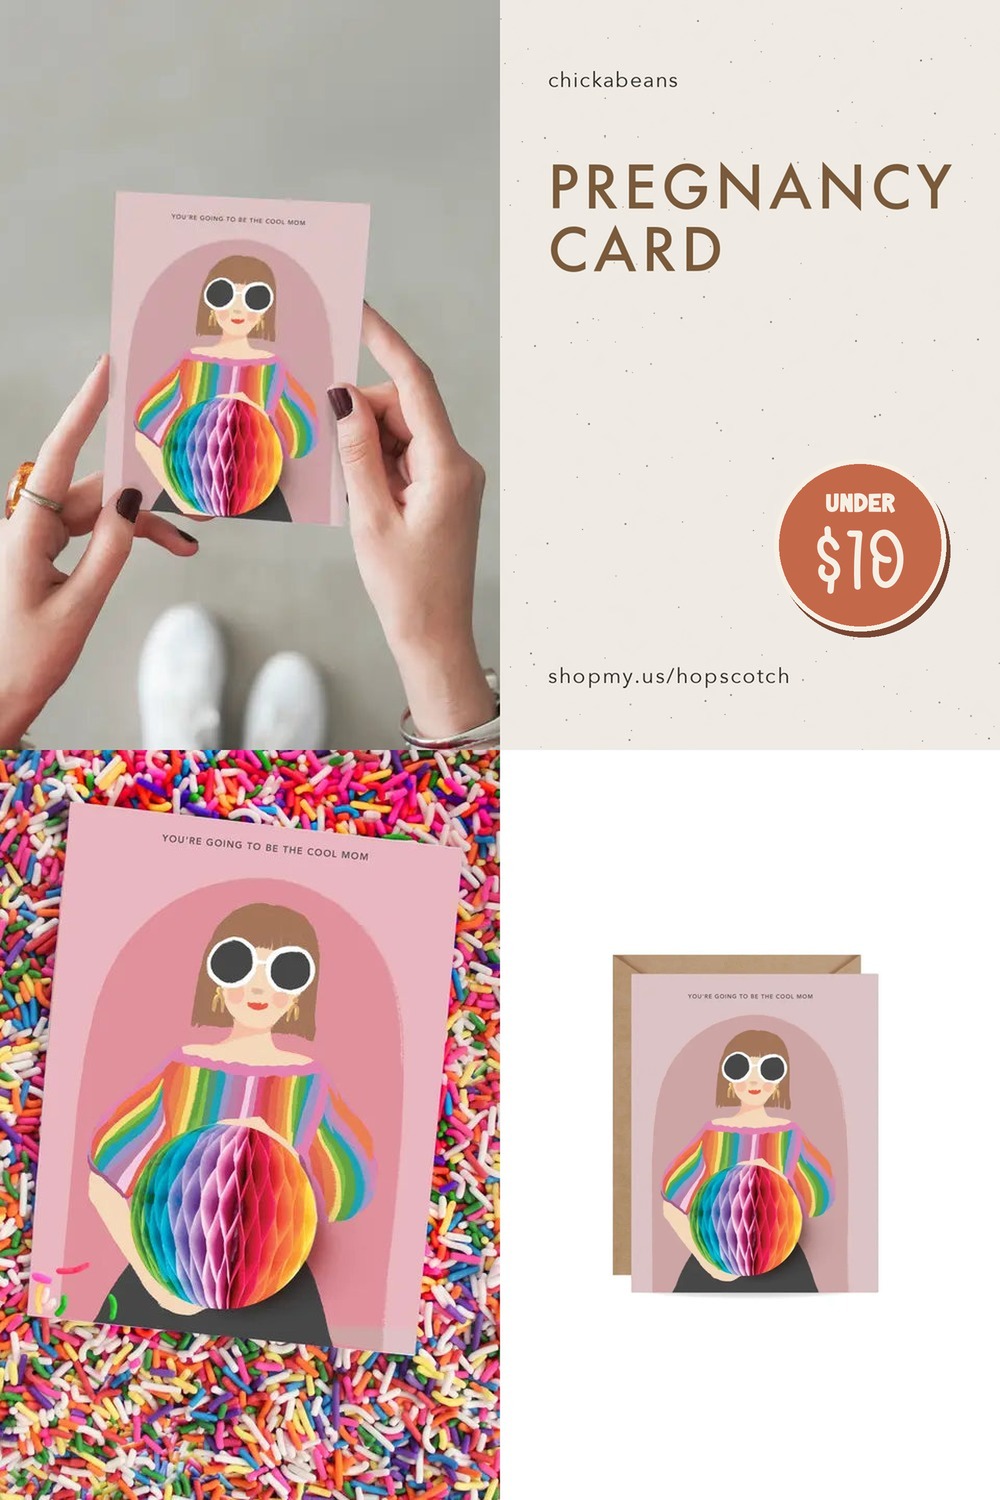 YOU'RE GOING TO BE THE COOL MOM
chickabeans
PREGNANCY
CARD
UNDER
$10
shopmy.us/hopscotch
YOU'RE GOING TO BE THE COOL MOM
YOU'RE GOING TO BE THE COOL MOM